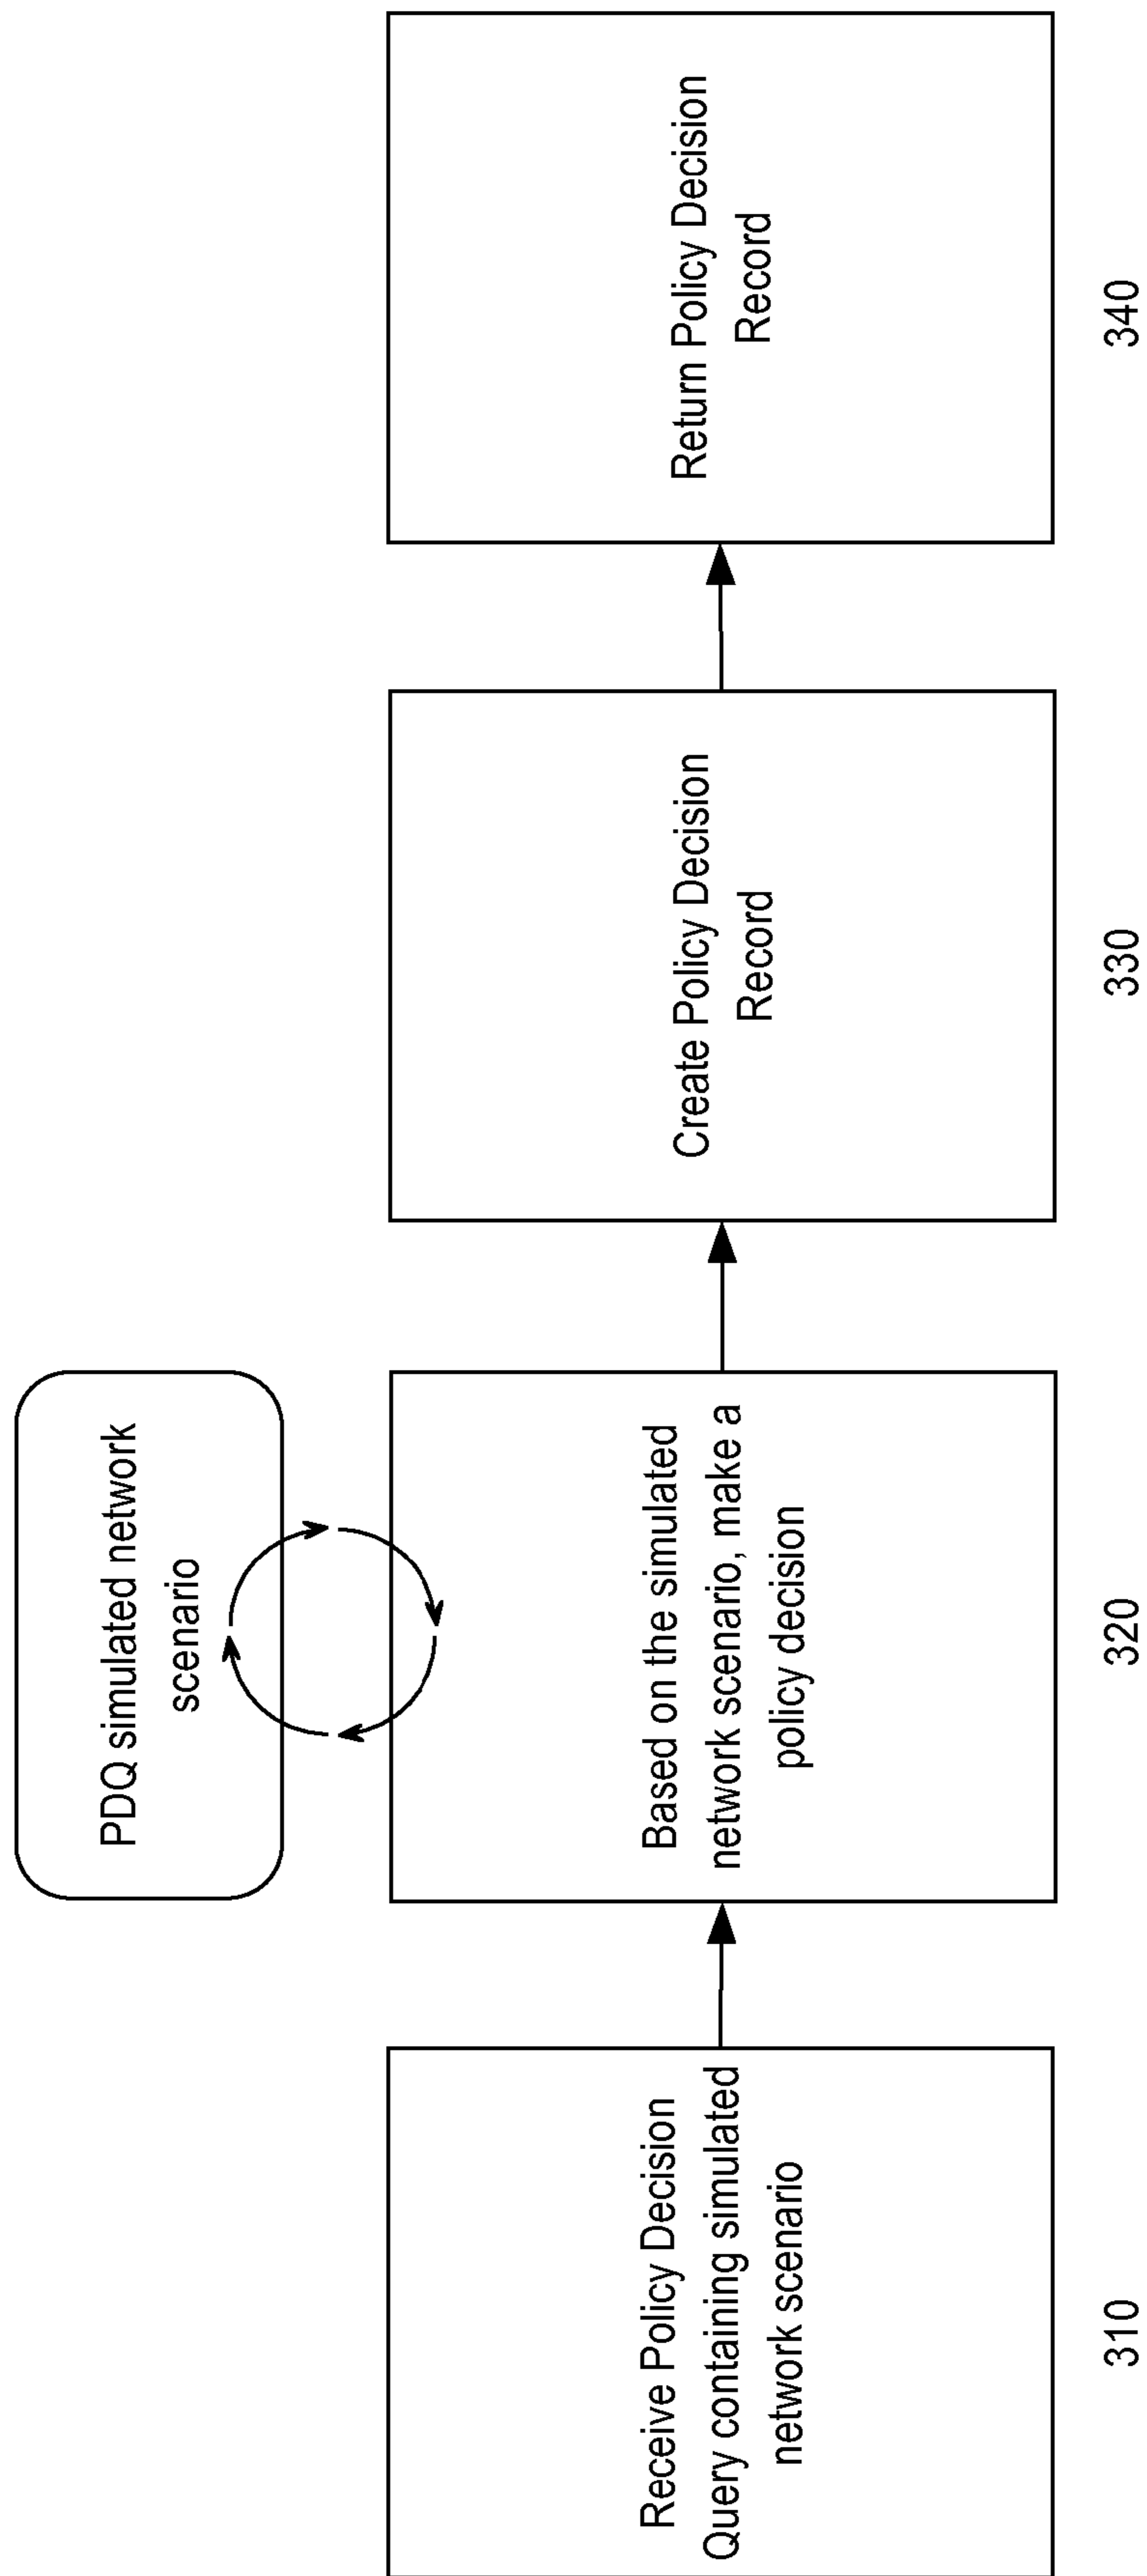 PDQ simulated network
scenario
Receive Policy Decision
Query containing simulated
network scenario
Based on the simulated
network scenario, make a
policy decision
Create Policy Decision
Record
Return Policy Decision
Record
310
320
330
340